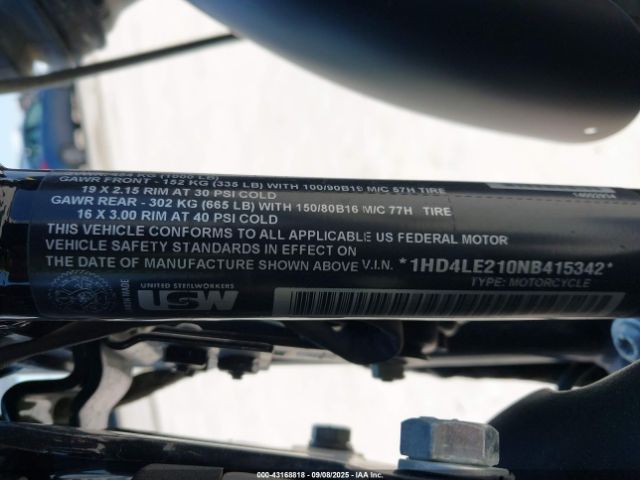 GAWR FRONT - 152 KG (335 LB) WITH 100/90B19 M/C 57H TIRE
19 X 2.15 RIM AT 30 PSI COLD
GAWR REAR - 302 KG (665 LB) WITH 150/80B16 M/C 77H TIRE
16 X 3.00 RIM AT 40 PSI COLD
THIS VEHICLE CONFORMS TO ALL APPLICABLE US FEDERAL MOTOR
VEHICLE SAFETY STANDARDS IN EFFECT ON
THE DATE OF MANUFACTURE SHOWN ABOVE V.I.N. *1HD4LE210NB415342*
TYPE: MOTORCYCLE
UNITED STEELWORKERS
UNION MADE
USW
000-43168818 - 09/08/2025 - IAA, Inc.